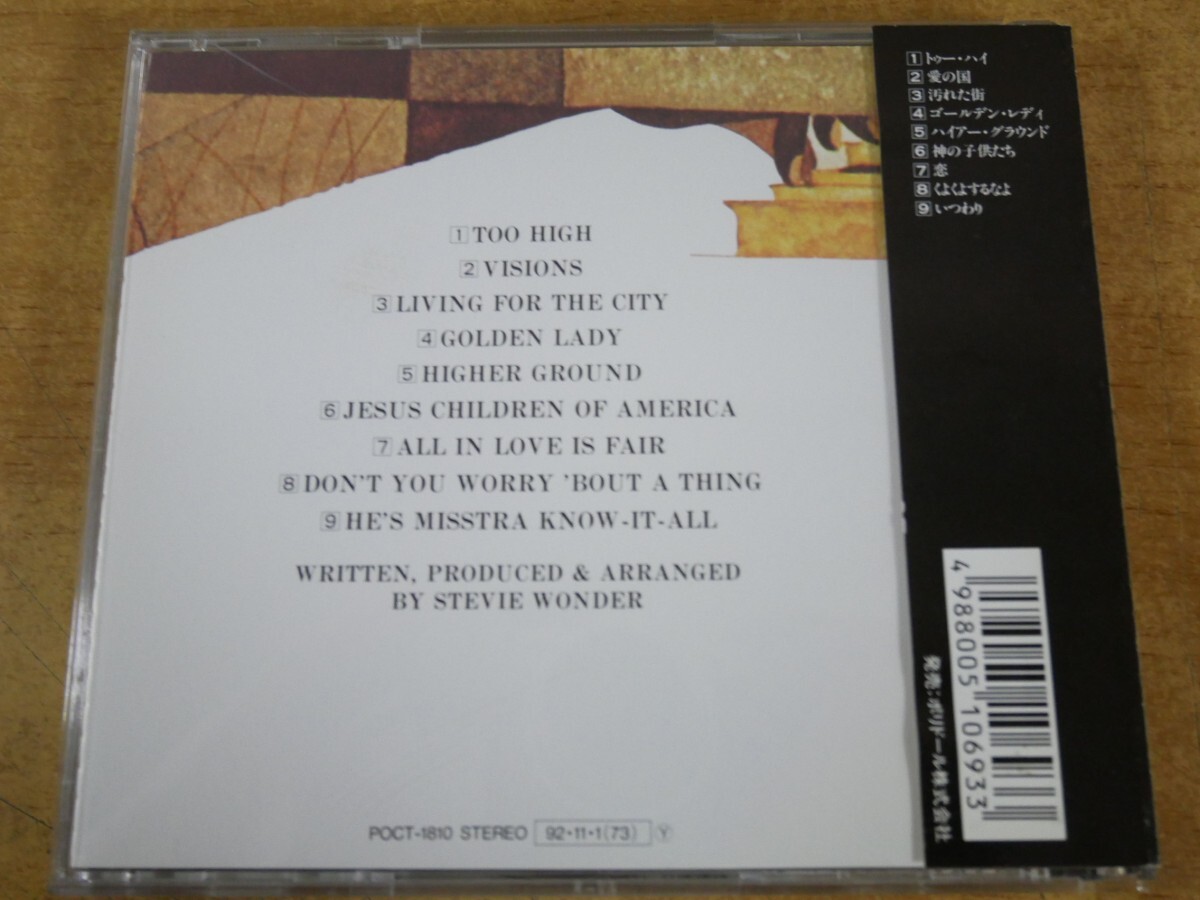 1 TOO HIGH
2 VISIONS
3 LIVING FOR THE CITY
4 GOLDEN LADY
5 HIGHER GROUND
6 JESUS CHILDREN OF AMERICA
7 ALL IN LOVE IS FAIR
8 DON'T YOU WORRY 'BOUT A THING
9 HE'S MISSTRA KNOW-IT-ALL
WRITTEN, PRODUCED & ARRANGED
BY STEVIE WONDER
POCT-1810 STEREO 92・11・1(73) Y
1 トゥー・ハイ
2 愛の国
3 汚れた街
4 ゴールデン・レディ
5 ハイアー・グラウンド
6 神の子供たち
7 恋
8 くよくよするなよ
9 いつわり
4 988005 106933
発売:ポリドール株式会社